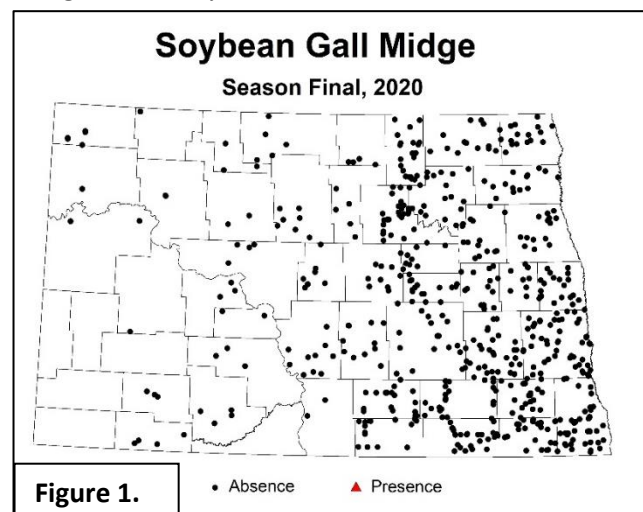 Soybean Gall Midge
Season Final, 2020
Figure 1.
Absence Presence